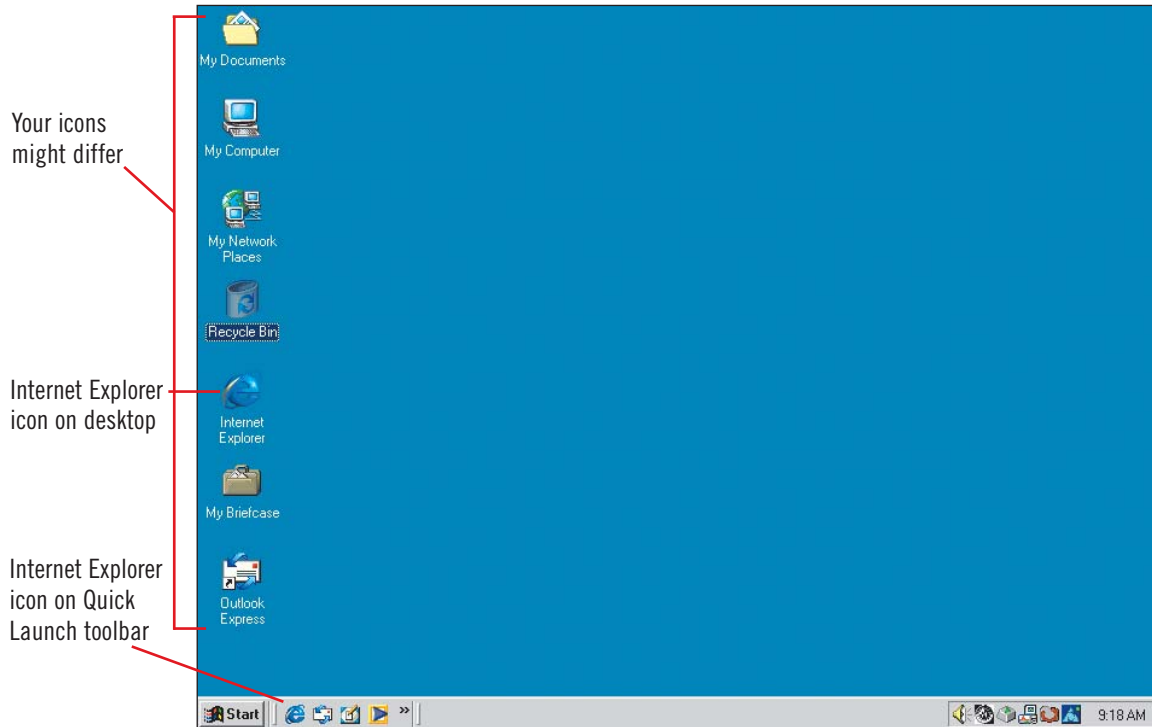 My Documents
My Computer
My Network
Places
Recycle Bin
Internet
Explorer
My Briefcase
Outlook
Express
Your icons
might differ
Internet Explorer
icon on desktop
Internet Explorer
icon on Quick
Launch toolbar
Start
»
9:18 AM